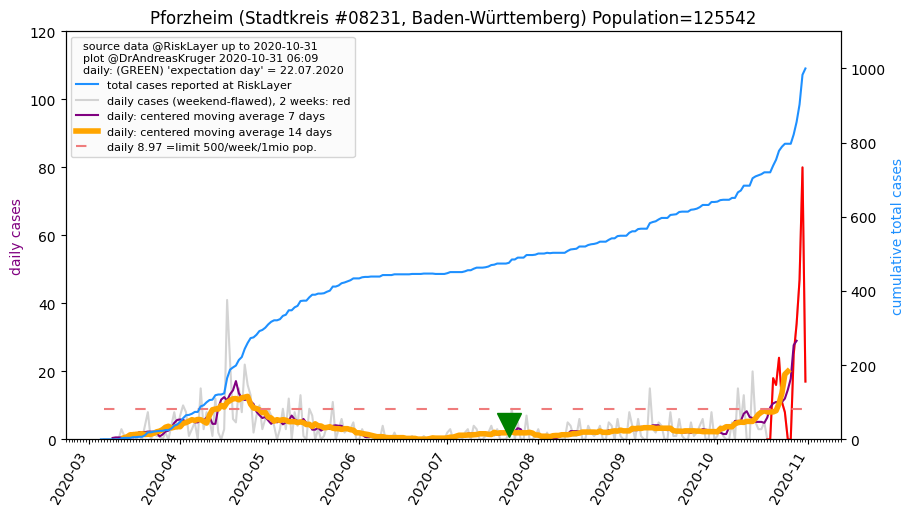 Pforzheim (Stadtkreis #08231, Baden-Württemberg) Population=125542
source data @RiskLayer up to 2020-10-31
plot @DrAndreasKruger 2020-10-31 06:09
daily: (GREEN) 'expectation day' = 22.07.2020
total cases reported at RiskLayer
daily cases (weekend-flawed), 2 weeks: red
daily: centered moving average 7 days
daily: centered moving average 14 days
daily 8.97 =limit 500/week/1mio pop.
daily cases
120
100
80
60
40
20
0
cumulative total cases
1000
800
600
400
200
0
2020-03
2020-04
2020-05
2020-06
2020-07
2020-08
2020-09
2020-10
2020-11